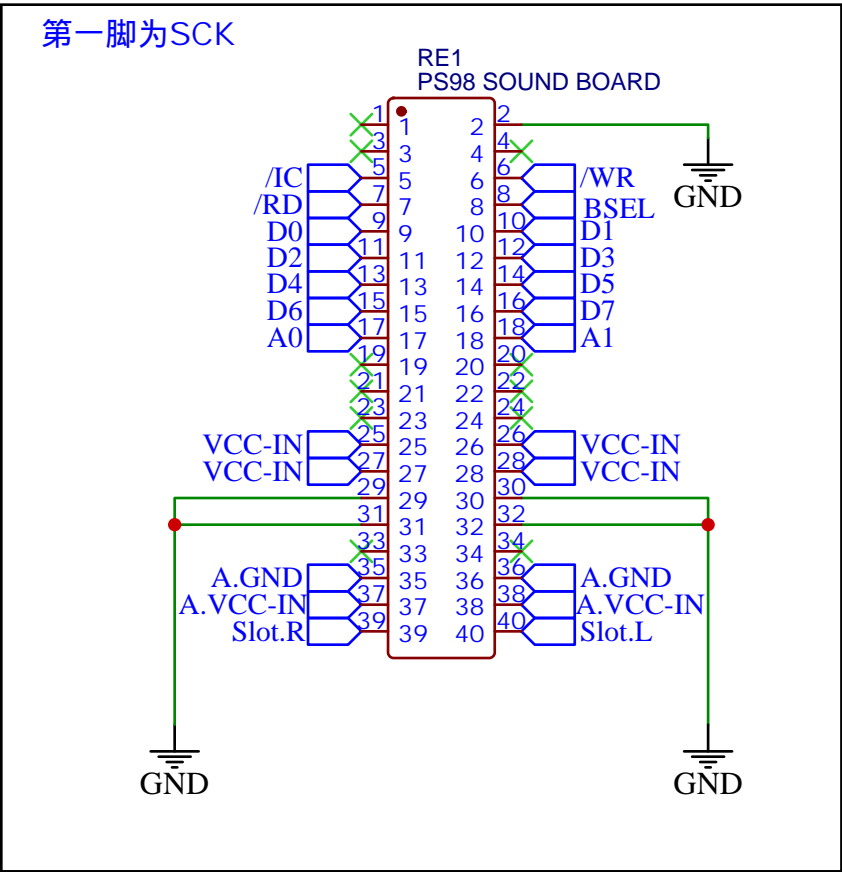 第一脚为SCK
RE1
PS98 SOUND BOARD
1 1 2 2
3 3 4 4
/IC 5 5 6 6 /WR
/RD 7 7 8 8 BSEL
D0 9 9 10 10 D1
D2 11 11 12 12 D3
D4 13 13 14 14 D5
D6 15 15 16 16 D7
A0 17 17 18 18 A1
19 19 20 20
21 21 22 22
23 23 24 24
VCC-IN 25 25 26 26 VCC-IN
VCC-IN 27 27 28 28 VCC-IN
29 29 30 30
31 31 32 32
33 33 34 34
A.GND 35 35 36 36 A.GND
A.VCC-IN 37 37 38 38 A.VCC-IN
Slot.R 39 39 40 40 Slot.L
GND
GND
GND